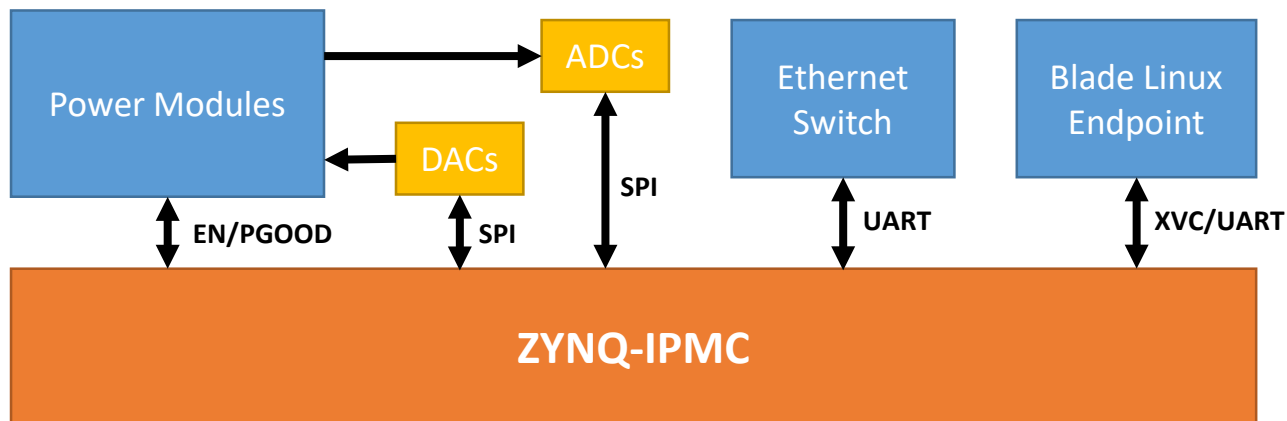 Power Modules
ADCs
DACs
Ethernet
Switch
Blade Linux
Endpoint
EN/PGOOD
SPI
SPI
UART
XVC/UART
ZYNQ-IPMC